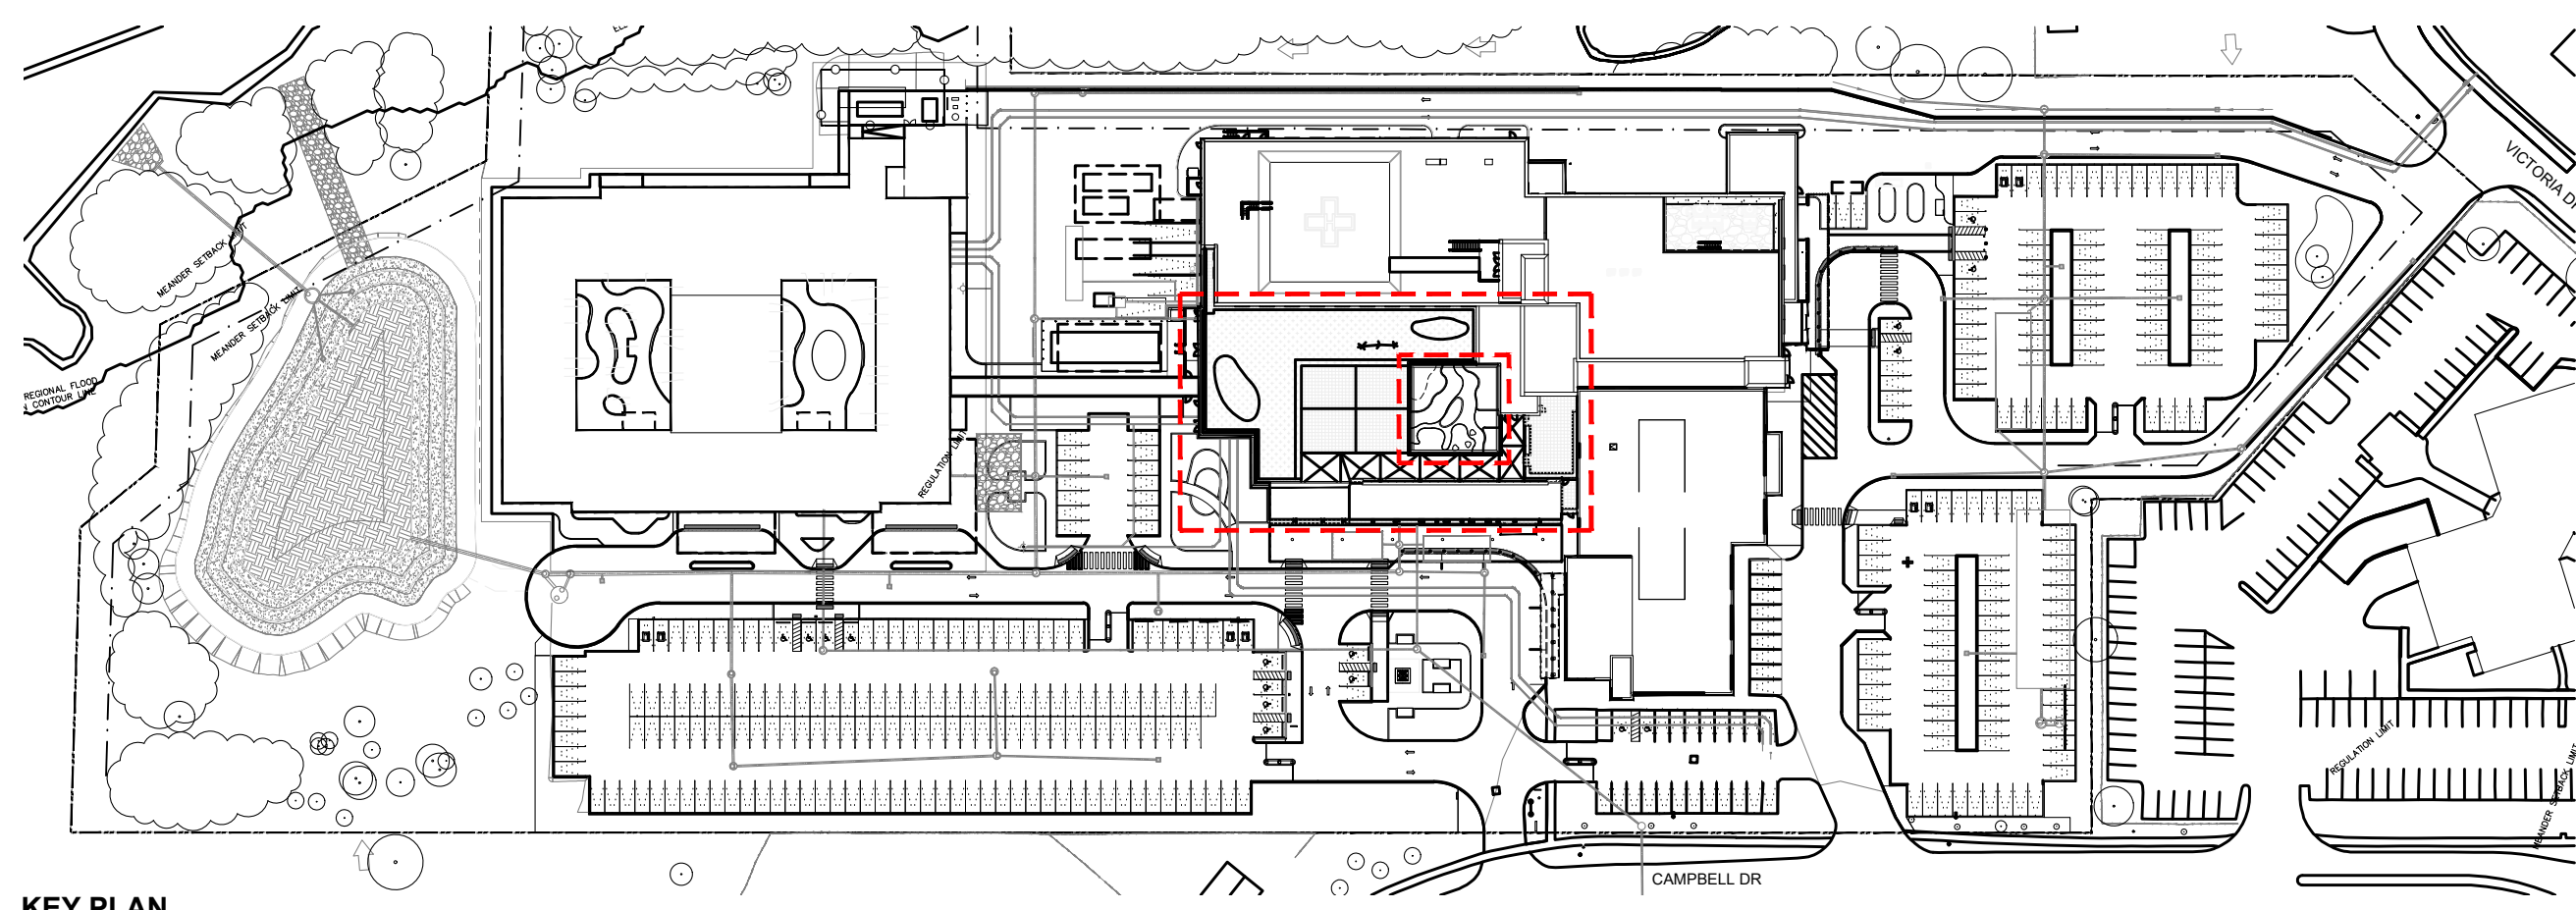 VICTORIA DR
MEANDER SETBACK LIMIT
MEANDER SETBACK LIMIT
REGIONAL FLOOD
CONTOUR LINE
REGULATION LIMIT
REGULATION LIMIT
MEANDER SETBACK LIMIT
CAMPBELL DR
KEY PLAN